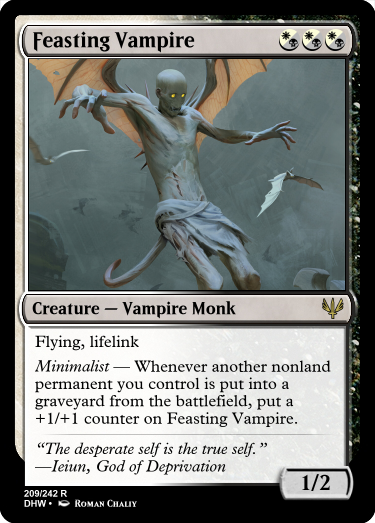 Feasting Vampire
Creature — Vampire Monk
Flying, lifelink
Minimalist — Whenever another nonland
permanent you control is put into a
graveyard from the battlefield, put a
+1/+1 counter on Feasting Vampire.
“The desperate self is the true self.”
—Ieiun, God of Deprivation
1/2
209/242 R
DHW • Roman Chaliy